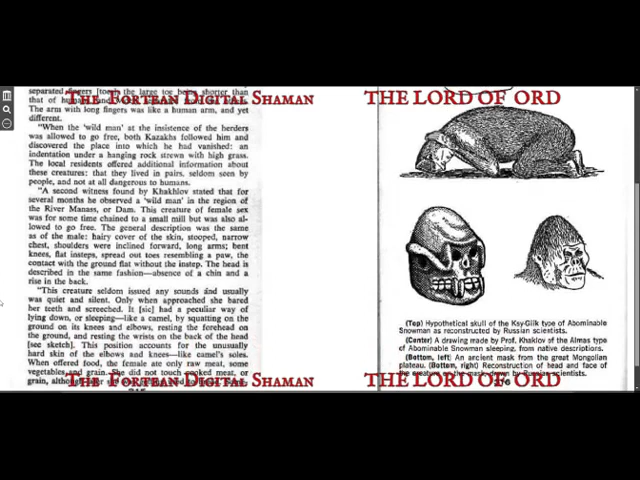 separated fingers [toes], the large toe being shorter than
THE FORTEAN DIGITAL SHAMAN
that of
The arm with long fingers was like a human arm, and yet
different.
"When the 'wild man' at the insistence of the herders
was allowed to go free, both Kazakhs followed him and
discovered the place into which he had vanished: an
indentation under a hanging rock strewn with high grass.
The local residents offered additional information about
these creatures: that they lived in pairs, seldom seen by
people, and not at all dangerous to humans.
"A second witness found by Khakhlov stated that for
several months he observed a 'wild man' in the region of
the River Manass, or Dam. This creature of female sex
was for some time chained to a small mill but was also al-
lowed to go free. The general description was the same
as of the male: hairy cover of the skin, stooped, narrow
chest, shoulders were inclined forward, long arms; bent
knees, flat insteps, spread out toes resembling a paw, the
contact with the ground flat without the instep. The head is
described in the same fashion—absence of a chin and a
rise in the back.
"This creature seldom issued any sounds and usually
was quiet and silent. Only when approached she bared
her teeth and screeched. It [sic] had a peculiar way of
lying down, or sleeping—like a camel, by squatting on the
ground on its knees and elbows, resting the forehead on
the ground, and resting the wrists on the back of the head
[see sketch]. This position accounts for the unusually
hard skin of the elbows and knees—like camel's soles.
When offered food, the female ate only raw meat, some
vegetables and grain. She did not touch cooked meat, or
THE FORTEAN DIGITAL SHAMAN
grain,
THE LORD OF ORD
(Top) Hypothetical skull of the Ksy-Giik type of Abominable
Snowman as reconstructed by Russian scientists.
(Center) A drawing made by Prof. Khaklov of the Almas type
of Abominable Snowman sleeping, from native descriptions.
(Bottom, left) An ancient mask from the great Mongolian
plateau. (Bottom, right) Reconstruction of head and face of
the creature on the mask, drawn by Russian scientists.
THE LORD OF ORD